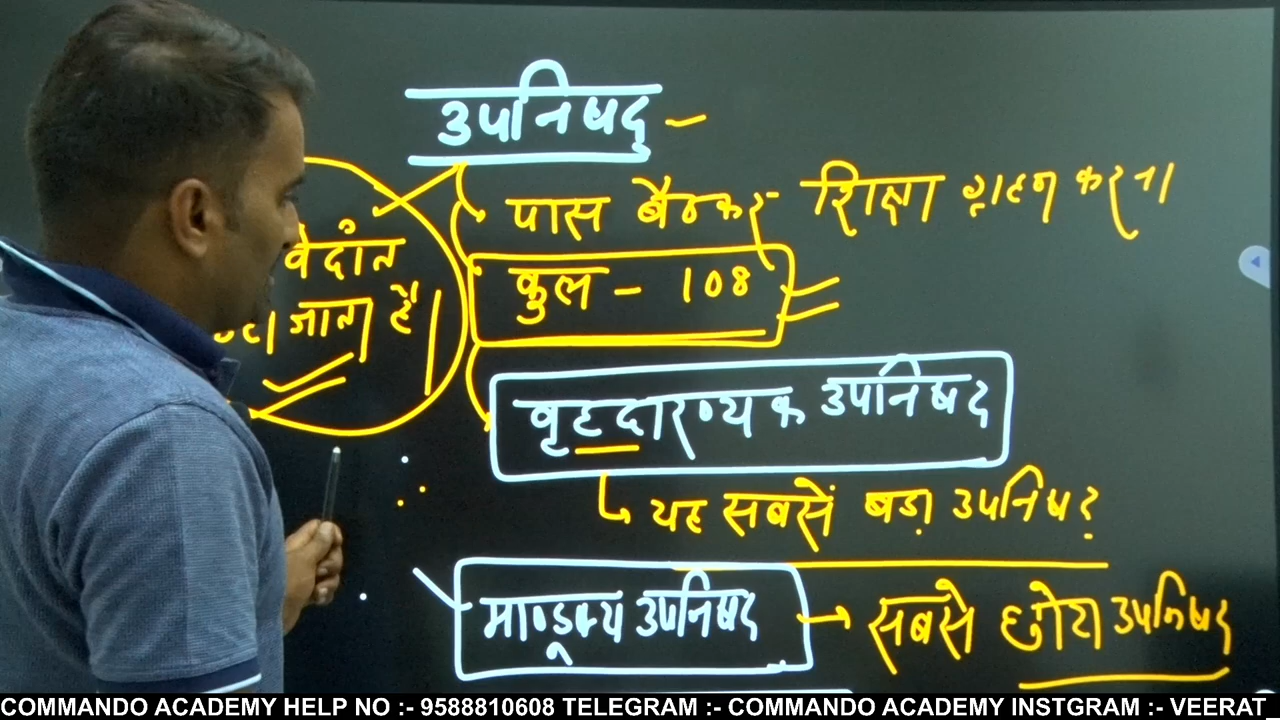 उपनिषद् -
पास बैठकर शिक्षा ग्रहण करना
वेदांत
जाता है
कुल - 108
वृहदारण्यक उपनिषद
यह सबसें बडा़ उपनिषद
माण्डूक्य उपनिषद → सबसे छोटा उपनिषद
COMMANDO ACADEMY HELP NO :- 9588810608 TELEGRAM :- COMMANDO ACADEMY INSTGRAM :- VEERAT